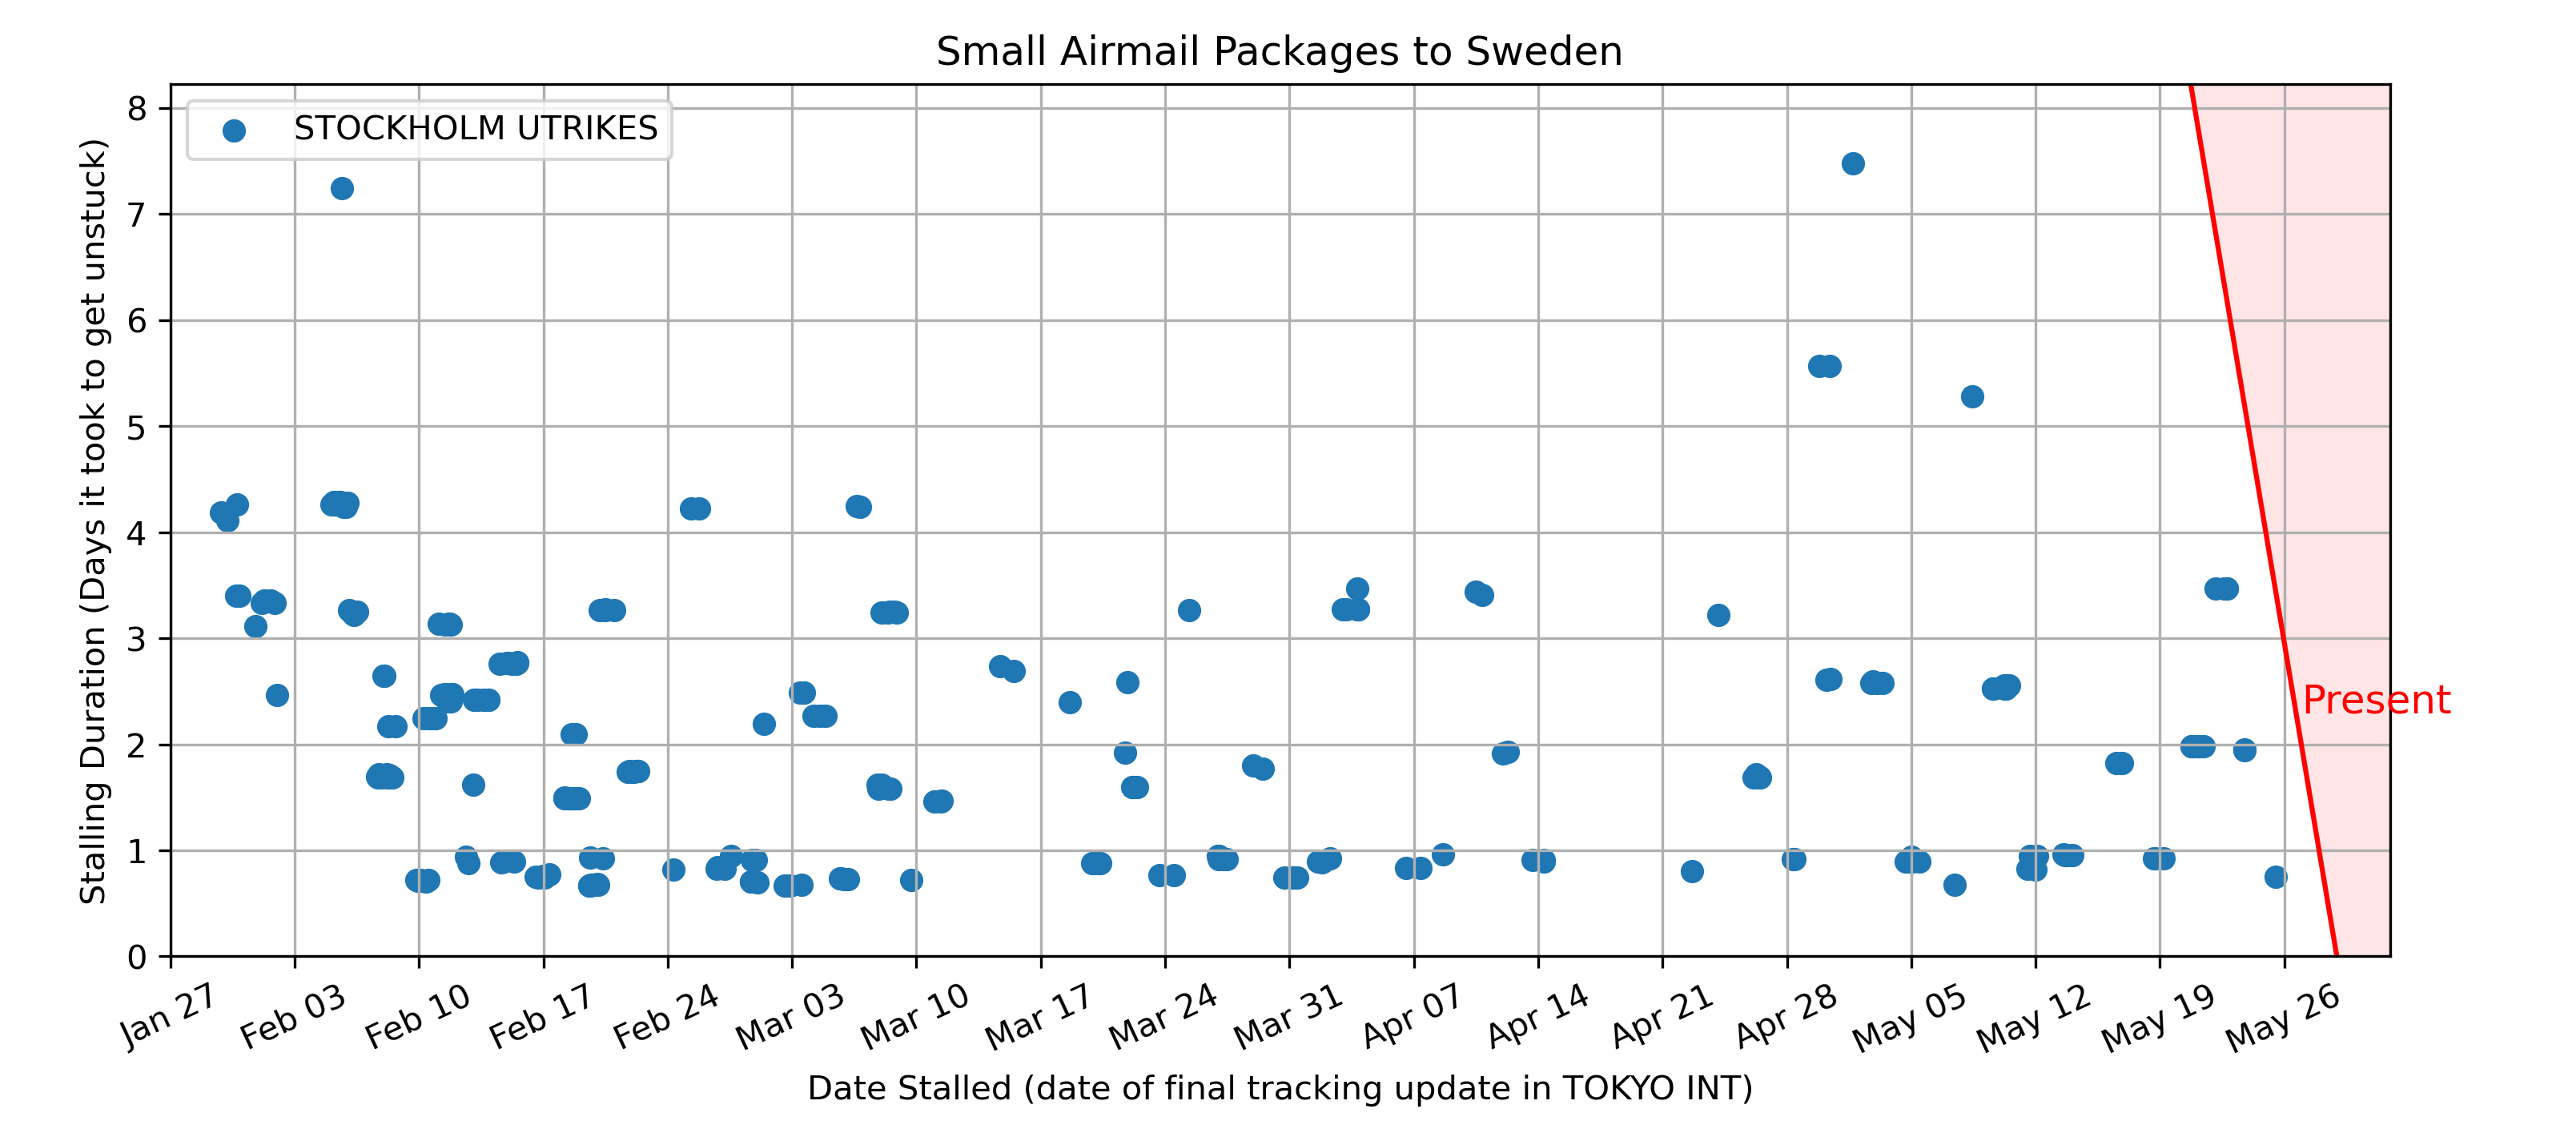 Small Airmail Packages to Sweden
STOCKHOLM UTRIKES
Stalling Duration (Days it took to get unstuck)
8
7
6
5
4
3
2
1
0
Present
Jan 27 Feb 03 Feb 10 Feb 17 Feb 24 Mar 03 Mar 10 Mar 17 Mar 24 Mar 31 Apr 07 Apr 14 Apr 21 Apr 28 May 05 May 12 May 19 May 26
Date Stalled (date of final tracking update in TOKYO INT)